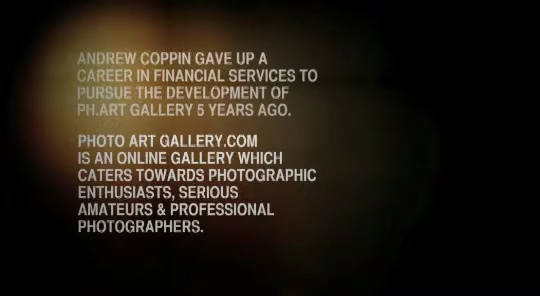 ANDREW COPPIN GAVE UP A
CAREER IN FINANCIAL SERVICES TO
PURSUE THE DEVELOPMENT OF
PH.ART GALLERY 5 YEARS AGO.
PHOTO ART GALLERY.COM
IS AN ONLINE GALLERY WHICH
CATERS TOWARDS PHOTOGRAPHIC
ENTHUSIASTS, SERIOUS
AMATEURS & PROFESSIONAL
PHOTOGRAPHERS.